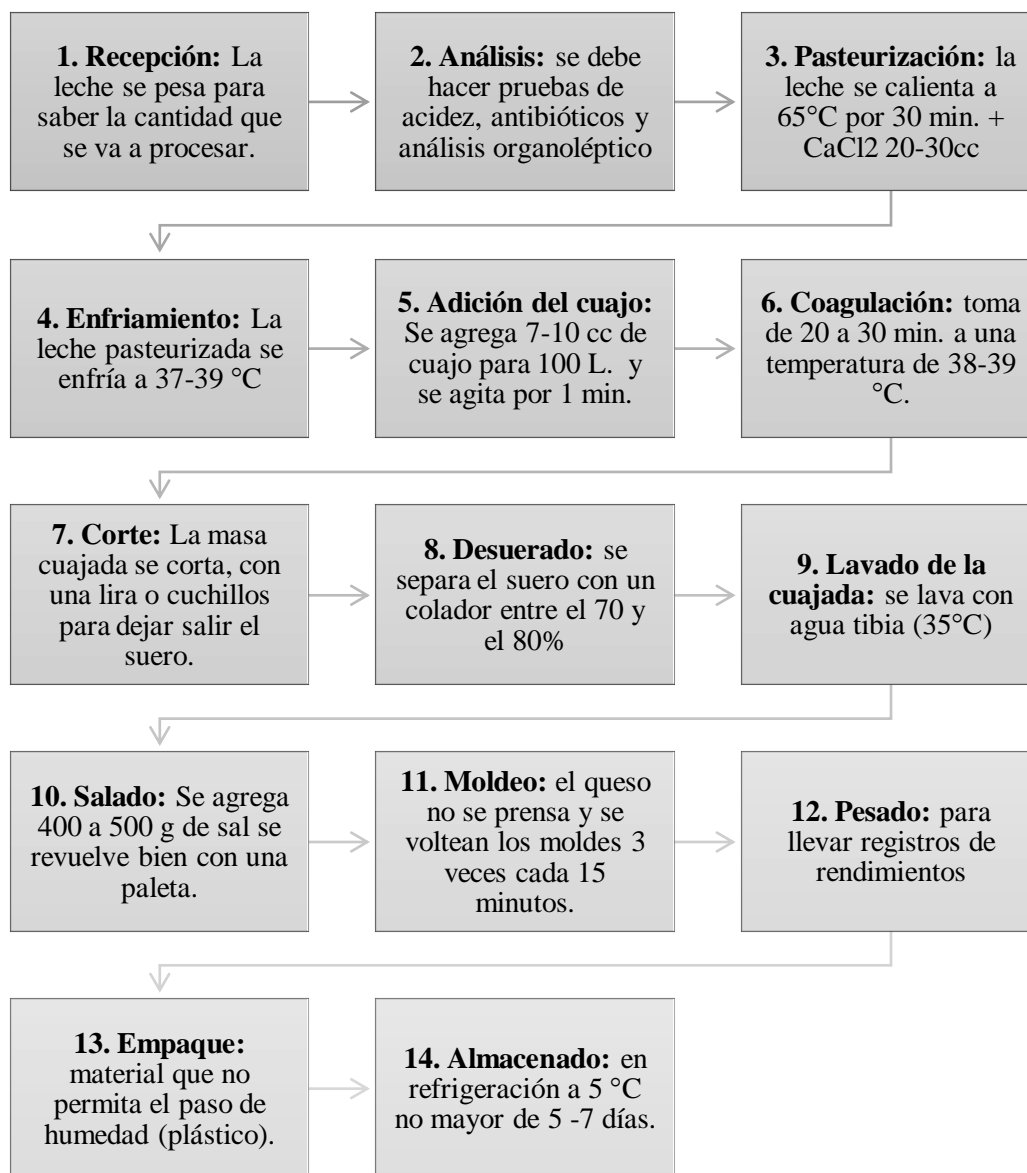 1. Recepción: La
leche se pesa para
saber la cantidad que
se va a procesar.
2. Análisis: se debe
hacer pruebas de
acidez, antibióticos y
análisis organoléptico
3. Pasteurización: la
leche se calienta a
65°C por 30 min. +
CaCl2 20-30cc
4. Enfriamiento: La
leche pasteurizada se
enfría a 37-39 °C
5. Adición del cuajo:
Se agrega 7-10 cc de
cuajo para 100 L. y
se agita por 1 min.
6. Coagulación: toma
de 20 a 30 min. a una
temperatura de 38-39
°C.
7. Corte: La masa
cuajada se corta, con
una lira o cuchillos
para dejar salir el
suero.
8. Desuerado: se
separa el suero con un
colador entre el 70 y
el 80%
9. Lavado de la
cuajada: se lava con
agua tibia (35°C)
10. Salado: Se agrega
400 a 500 g de sal se
revuelve bien con una
paleta.
11. Moldeo: el queso
no se prensa y se
voltean los moldes 3
veces cada 15
minutos.
12. Pesado: para
llevar registros de
rendimientos
13. Empaque:
material que no
permita el paso de
humedad (plástico).
14. Almacenado: en
refrigeración a 5 °C
no mayor de 5 -7 días.